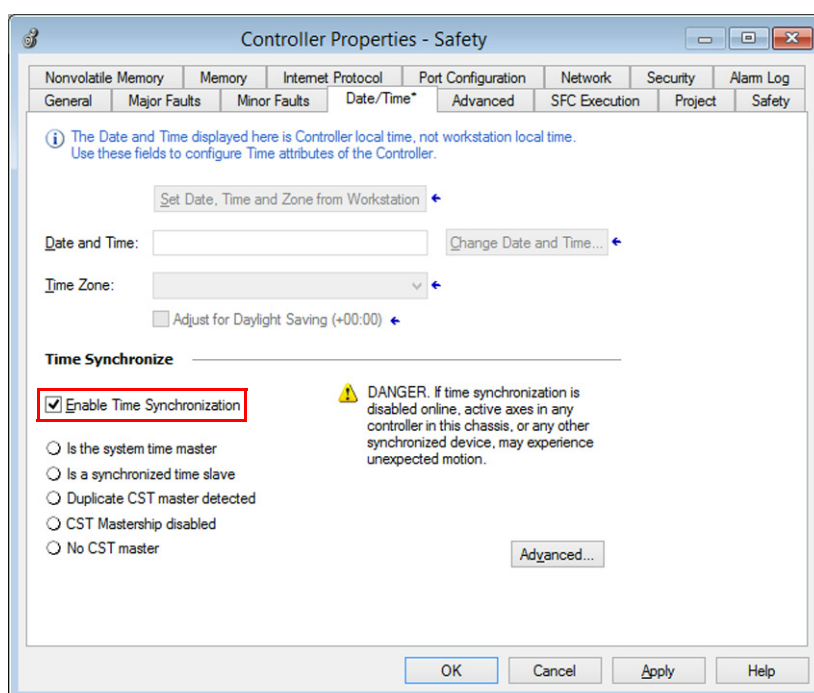 Controller Properties - Safety
Nonvolatile Memory Memory Internet Protocol Port Configuration Network Security Alarm Log
General Major Faults Minor Faults Date/Time* Advanced SFC Execution Project Safety
The Date and Time displayed here is Controller local time, not workstation local time.
Use these fields to configure Time attributes of the Controller.
Set Date, Time and Zone from Workstation
Date and Time: Change Date and Time...
Time Zone:
Adjust for Daylight Saving (+00:00)
Time Synchronize
Enable Time Synchronization
DANGER. If time synchronization is
disabled online, active axes in any
controller in this chassis, or any other
synchronized device, may experience
unexpected motion.
Is the system time master
Is a synchronized time slave
Duplicate CST master detected
CST Mastership disabled
No CST master
Advanced...
OK Cancel Apply Help